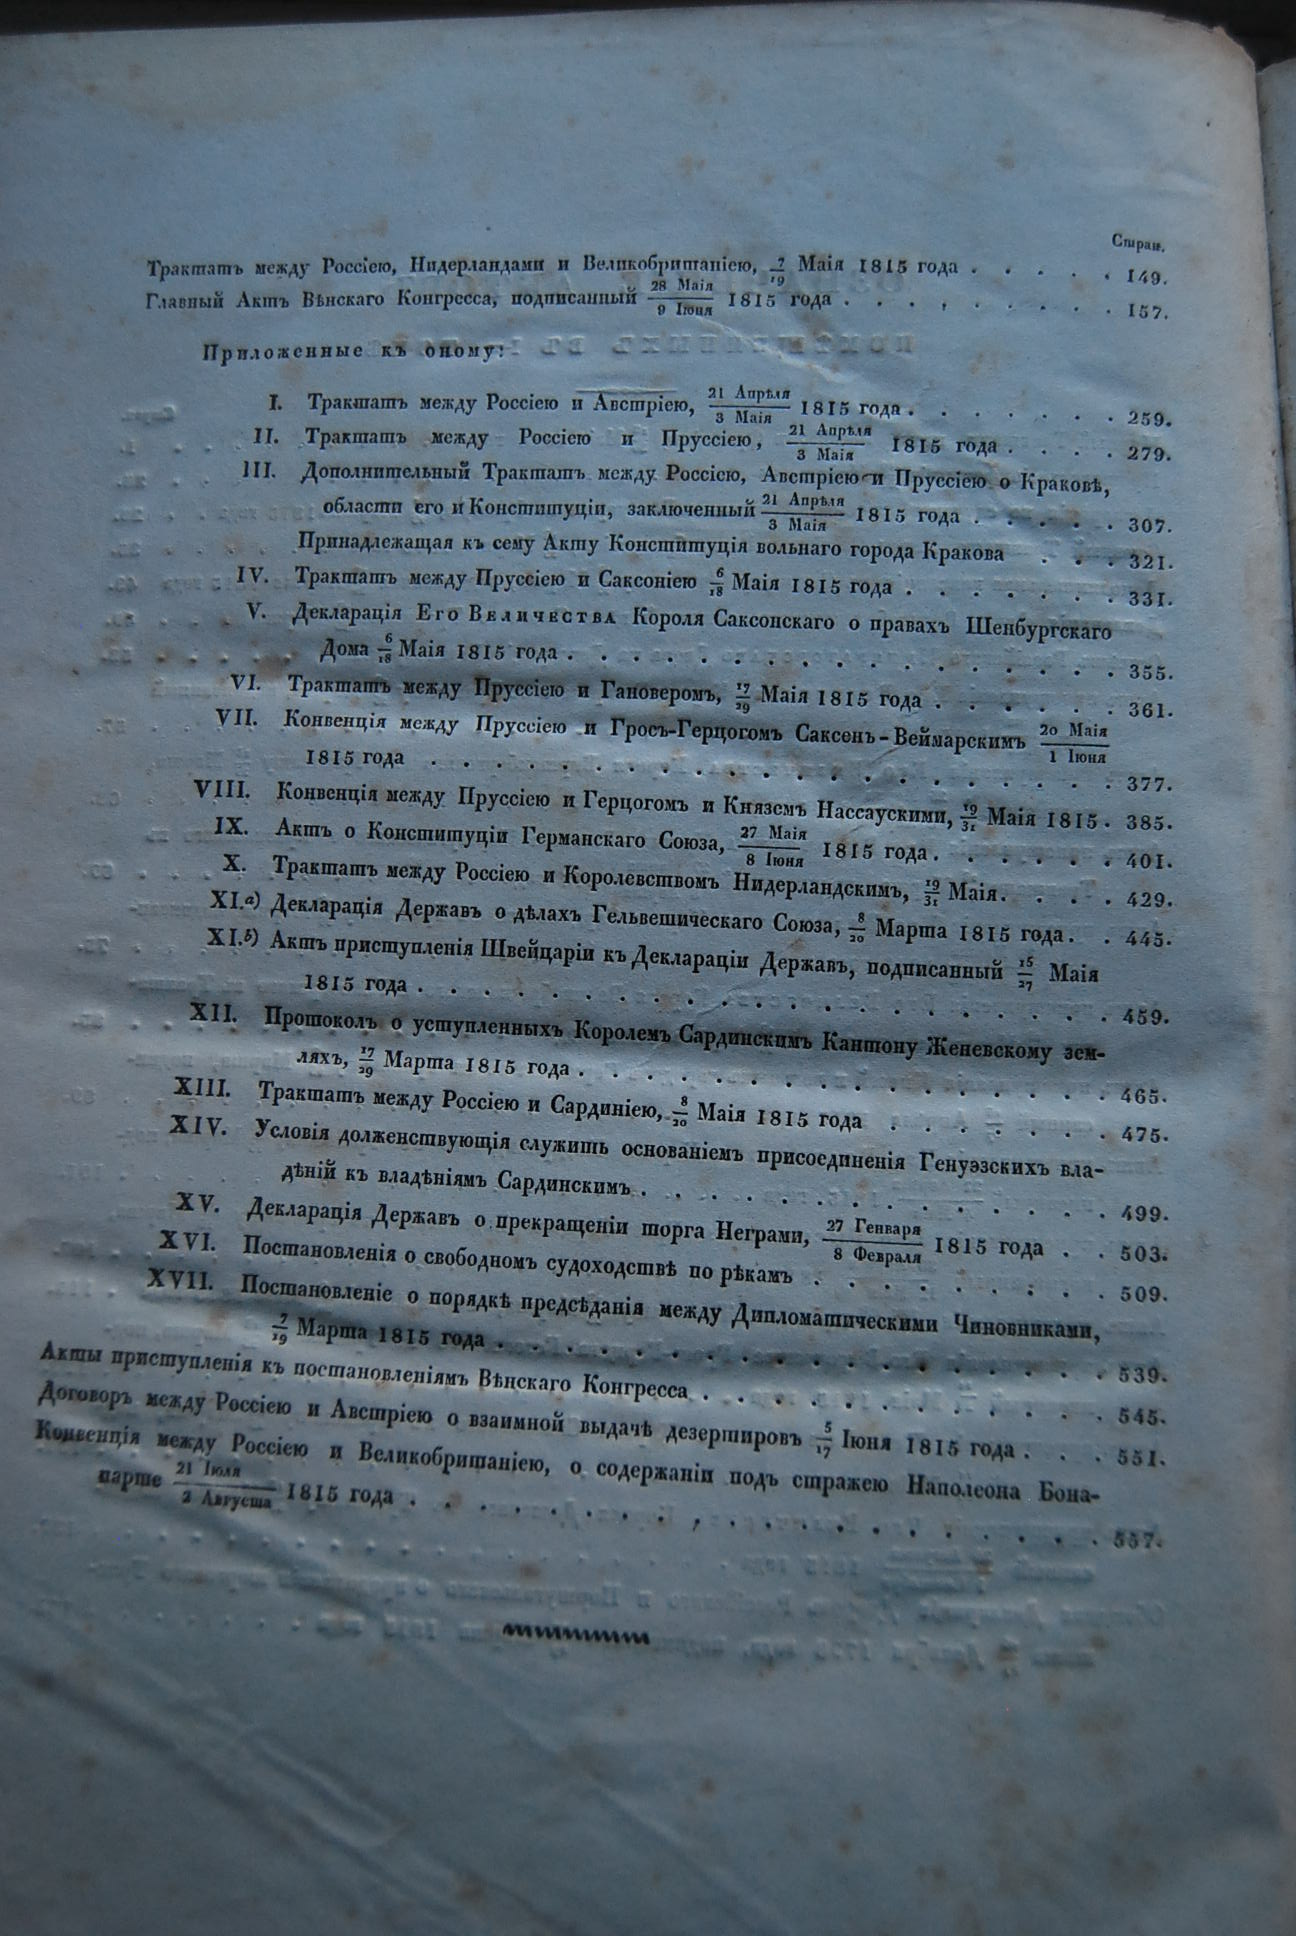 Стран.
Трактатъ между Россіею, Нидерландами и Великобританіею, 7/19 Маія 1815 года . . . . . 149.
Главный Актъ Вѣнскаго Конгресса, подписанный 28 Маія/9 Іюня 1815 года . . . . . . . . . 157.
Приложенные къ оному:
I. Трактатъ между Россіею и Австріею, 21 Апрѣля/3 Маія 1815 года . . . . . . . 259.
II. Трактатъ между Россіею и Пруссіею, 21 Апрѣля/3 Маія 1815 года . . . . 279.
III. Дополнительный Трактатъ между Россіею, Австріею и Пруссіею о Краковѣ,
области его и Конституціи, заключенный 21 Апрѣля/3 Маія 1815 года . . . . . 307.
Принадлежащая къ сему Акту Конституція вольнаго города Кракова . . . 321.
IV. Трактатъ между Пруссіею и Саксоніею 6/18 Маія 1815 года . . . . . . . 331.
V. Декларація Его Величества Короля Саксонскаго о правахъ Шенбургскаго
Дома 6/18 Маія 1815 года . . . . . . . . . . . . . . . . . 355.
VI. Трактатъ между Пруссіею и Гановеромъ, 17/29 Маія 1815 года . . . . . . 361.
VII. Конвенція между Пруссіею и Гросъ-Герцогомъ Саксенъ-Веймарскимъ 20 Маія/1 Іюня
1815 года . . . . . . . . . . . . . . . . . . . . . 377.
VIII. Конвенція между Пруссіею и Герцогомъ и Княземъ Нассаускими, 19/31 Маія 1815. 385.
IX. Актъ о Конституціи Германскаго Союза, 27 Маія/8 Іюня 1815 года . . . . . . 401.
X. Трактатъ между Россіею и Королевствомъ Нидерландскимъ, 19/31 Маія. . . . 429.
XI.a) Декларація Державъ о дѣлахъ Гельветическаго Союза, 8/20 Марта 1815 года. . 445.
XI.b) Актъ приступленія Швейцаріи къ Деклараціи Державъ, подписанный 15/27 Маія
1815 года . . . . . . . . . . . . . . . . . . . . . 459.
XII. Протоколъ о уступленныхъ Королемъ Сардинскимъ Кантону Женевскому зем-
ляхъ, 17/29 Марта 1815 года . . . . . . . . . . . . . . . . 465.
XIII. Трактатъ между Россіею и Сардиніею, 8/20 Маія 1815 года . . . . . . . 475.
XIV. Условія долженствующія служить основаніемъ присоединенія Генуэзскихъ вла-
дѣній къ владѣніямъ Сардинскимъ . . . . . . . . . . . . . . 499.
XV. Декларація Державъ о прекращеніи торга Неграми, 27 Генваря/8 Февраля 1815 года . . 503.
XVI. Постановленія о свободномъ судоходствѣ по рѣкамъ . . . . . . . . . 509.
XVII. Постановленіе о порядкѣ предсѣданія между Дипломатическими Чиновниками,
7/19 Марта 1815 года . . . . . . . . . . . . . . . . . . 539.
Акты приступленія къ постановленіямъ Вѣнскаго Конгресса . . . . . . . . . . . . 545.
Договоръ между Россіею и Австріею о взаимной выдачѣ дезертировъ 5/17 Іюня 1815 года . . . . 551.
Конвенція между Россіею и Великобританіею, о содержаніи подъ стражею Наполеона Бона-
парте 21 Іюля/2 Августа 1815 года . . . . . . . . . . . . . . . . . . . . 557.